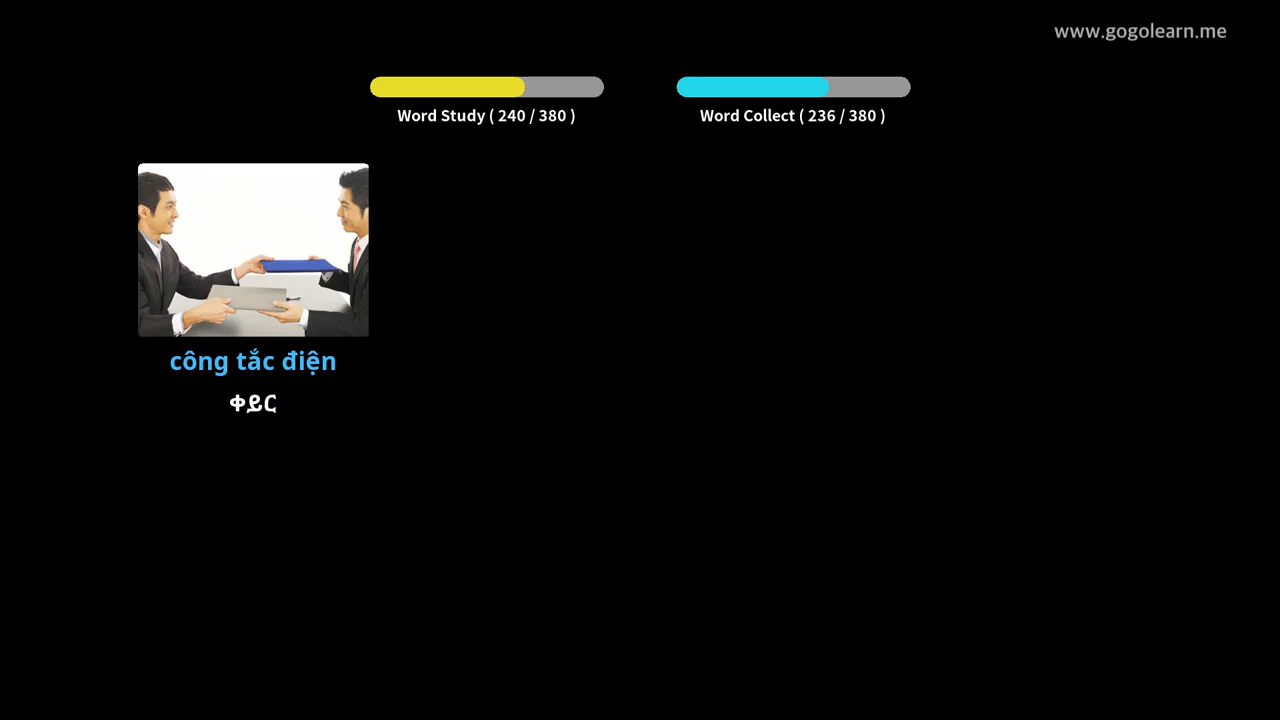 www.gogolearn.me
Word Study ( 240 / 380 )
Word Collect ( 236 / 380 )
công tắc điện
ቀይር